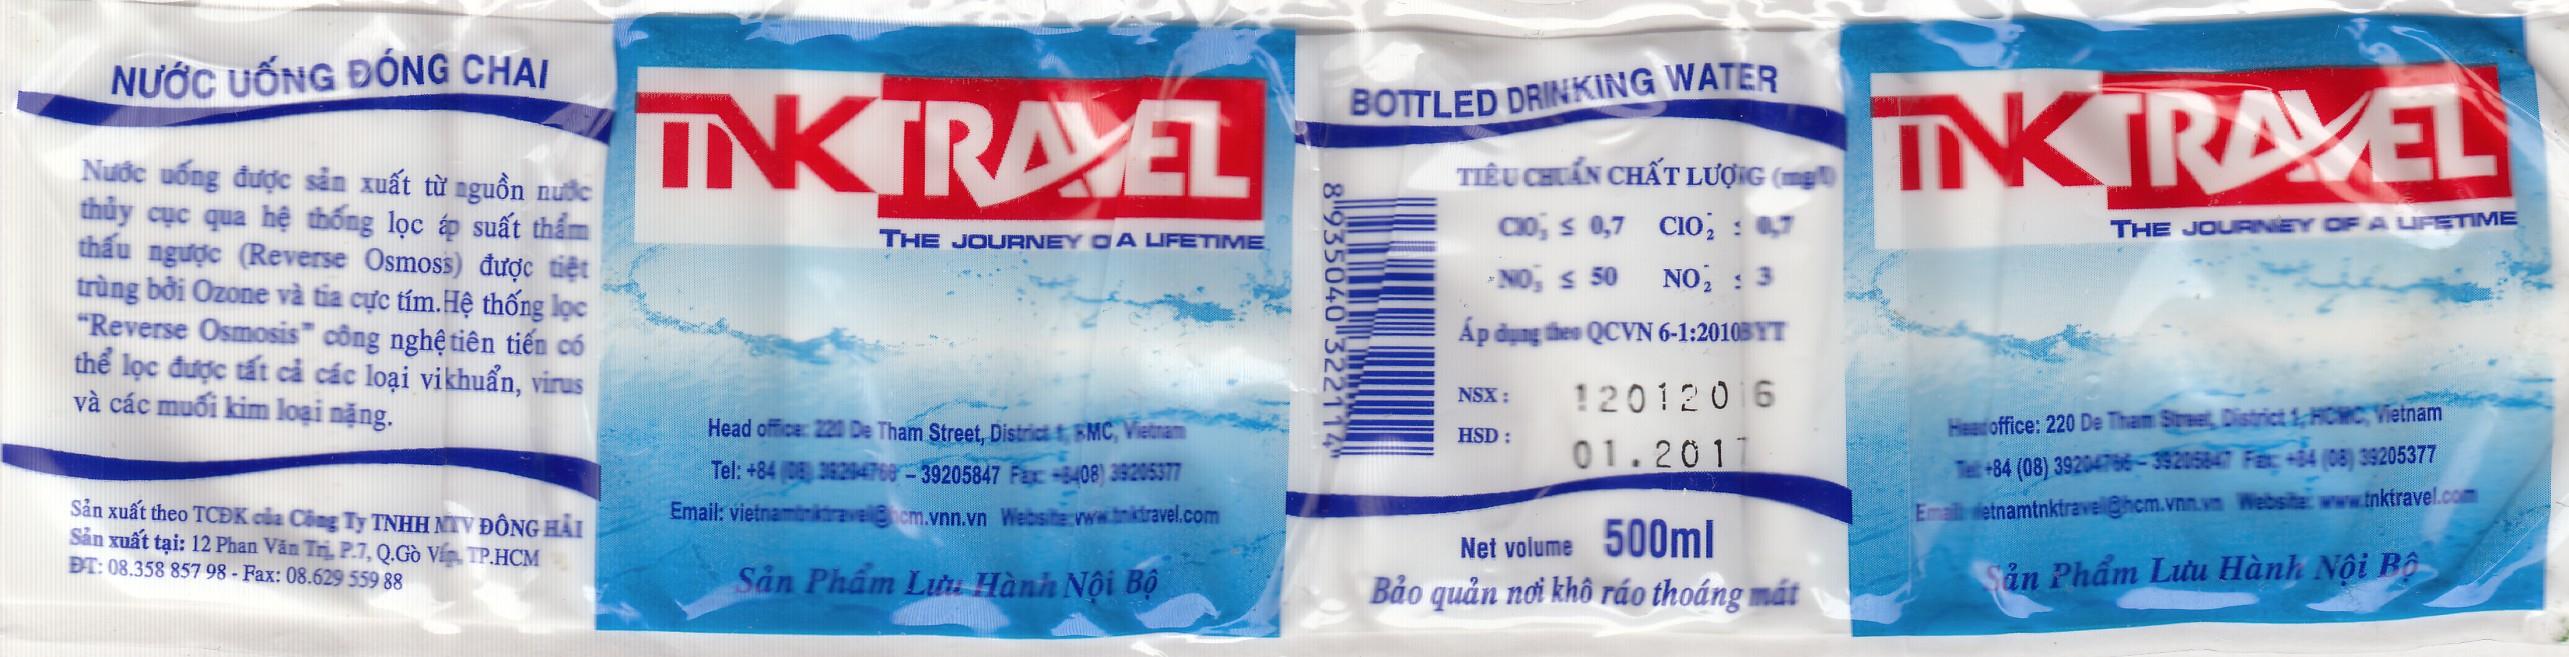 NƯỚC UỐNG ĐÓNG CHAI
Nước uống được sản xuất từ nguồn nước
thủy cục qua hệ thống lọc áp suất thẩm
thấu ngược (Reverse Osmoss) được tiệt
trùng bởi Ozone và tia cực tím.Hệ thống lọc
“Reverse Osmosis” công nghệ tiên tiến có
thể lọc được tất cả các loại vi khuẩn, virus
và các muối kim loại nặng.
Sản xuất theo TCĐK của Công Ty TNHH MTV ĐÔNG HẢI
Sản xuất tại: 12 Phan Văn Trị, P.7, Q.Gò Vấp, TP.HCM
ĐT: 08.358 857 98 - Fax: 08.629 559 88
TNK TRAVEL
THE JOURNEY O A LIFETIME
Head office: 220 De Tham Street, District 1, HMC, Vietnam
Tel: +84 (08) 39204766 – 39205847 Fax: +84(08) 39205377
Email: vietnamtnktravel@hcm.vnn.vn Website: www.tnktravel.com
Sản Phẩm Lưu Hành Nội Bộ
BOTTLED DRINKING WATER
8 935040 322114
TIÊU CHUẨN CHẤT LƯỢNG (mg/l)
ClO₃⁻ ≤ 0,7 ClO₂⁻ ≤ 0,7
NO₃⁻ ≤ 50 NO₂⁻ ≤ 3
Áp dụng theo QCVN 6-1:2010BYT
NSX: 12012016
HSD: 01.2017
Net volume 500ml
Bảo quản nơi khô ráo thoáng mát
TNK TRAVEL
THE JOURNEY OF A LIFETIME
Head office: 220 De Tham Street, District 1, HCMC, Vietnam
Tel: +84 (08) 39204766 – 39205847 Fax: +84 (08) 39205377
Email: vietnamtnktravel@hcm.vnn.vn Website: www.tnktravel.com
Sản Phẩm Lưu Hành Nội Bộ